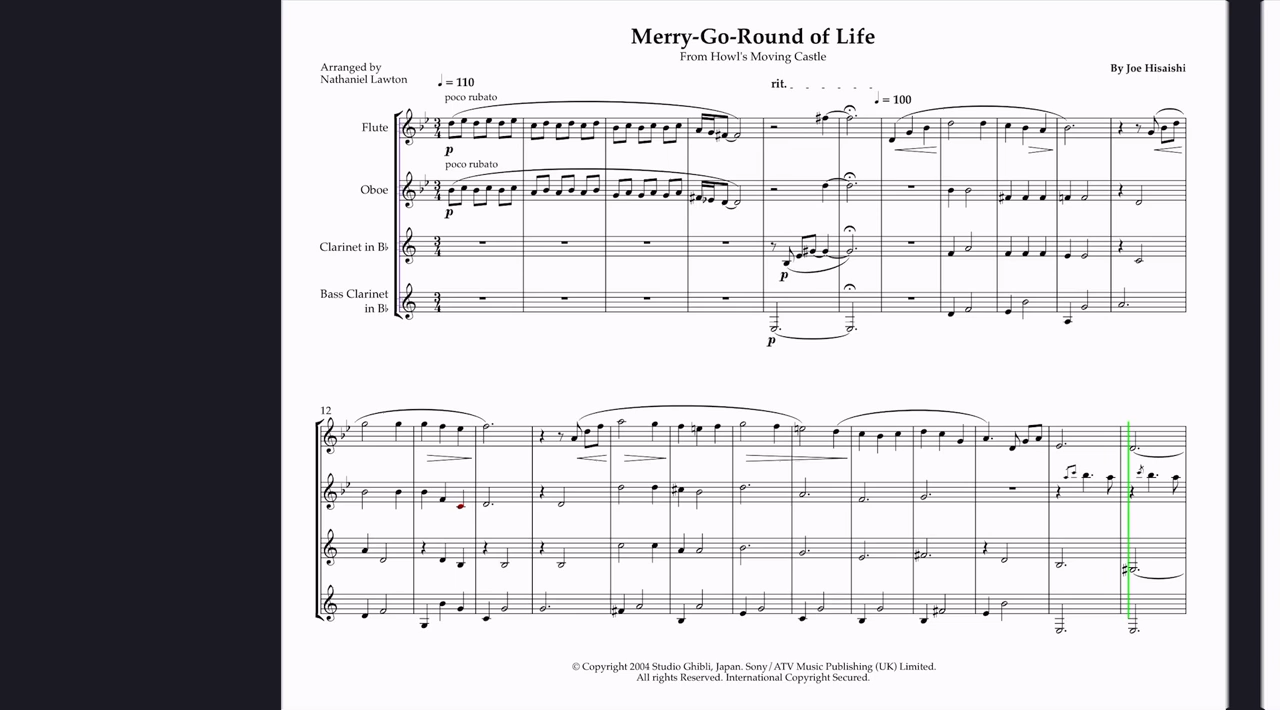 Merry-Go-Round of Life
From Howl's Moving Castle
Arranged by
Nathaniel Lawton
By Joe Hisaishi
♩ = 110
poco rubato
rit.
♩ = 100
Flute
p
poco rubato
Oboe
p
Clarinet in B♭
p
Bass Clarinet
in B♭
p
12
© Copyright 2004 Studio Ghibli, Japan. Sony/ATV Music Publishing (UK) Limited.
All rights Reserved. International Copyright Secured.